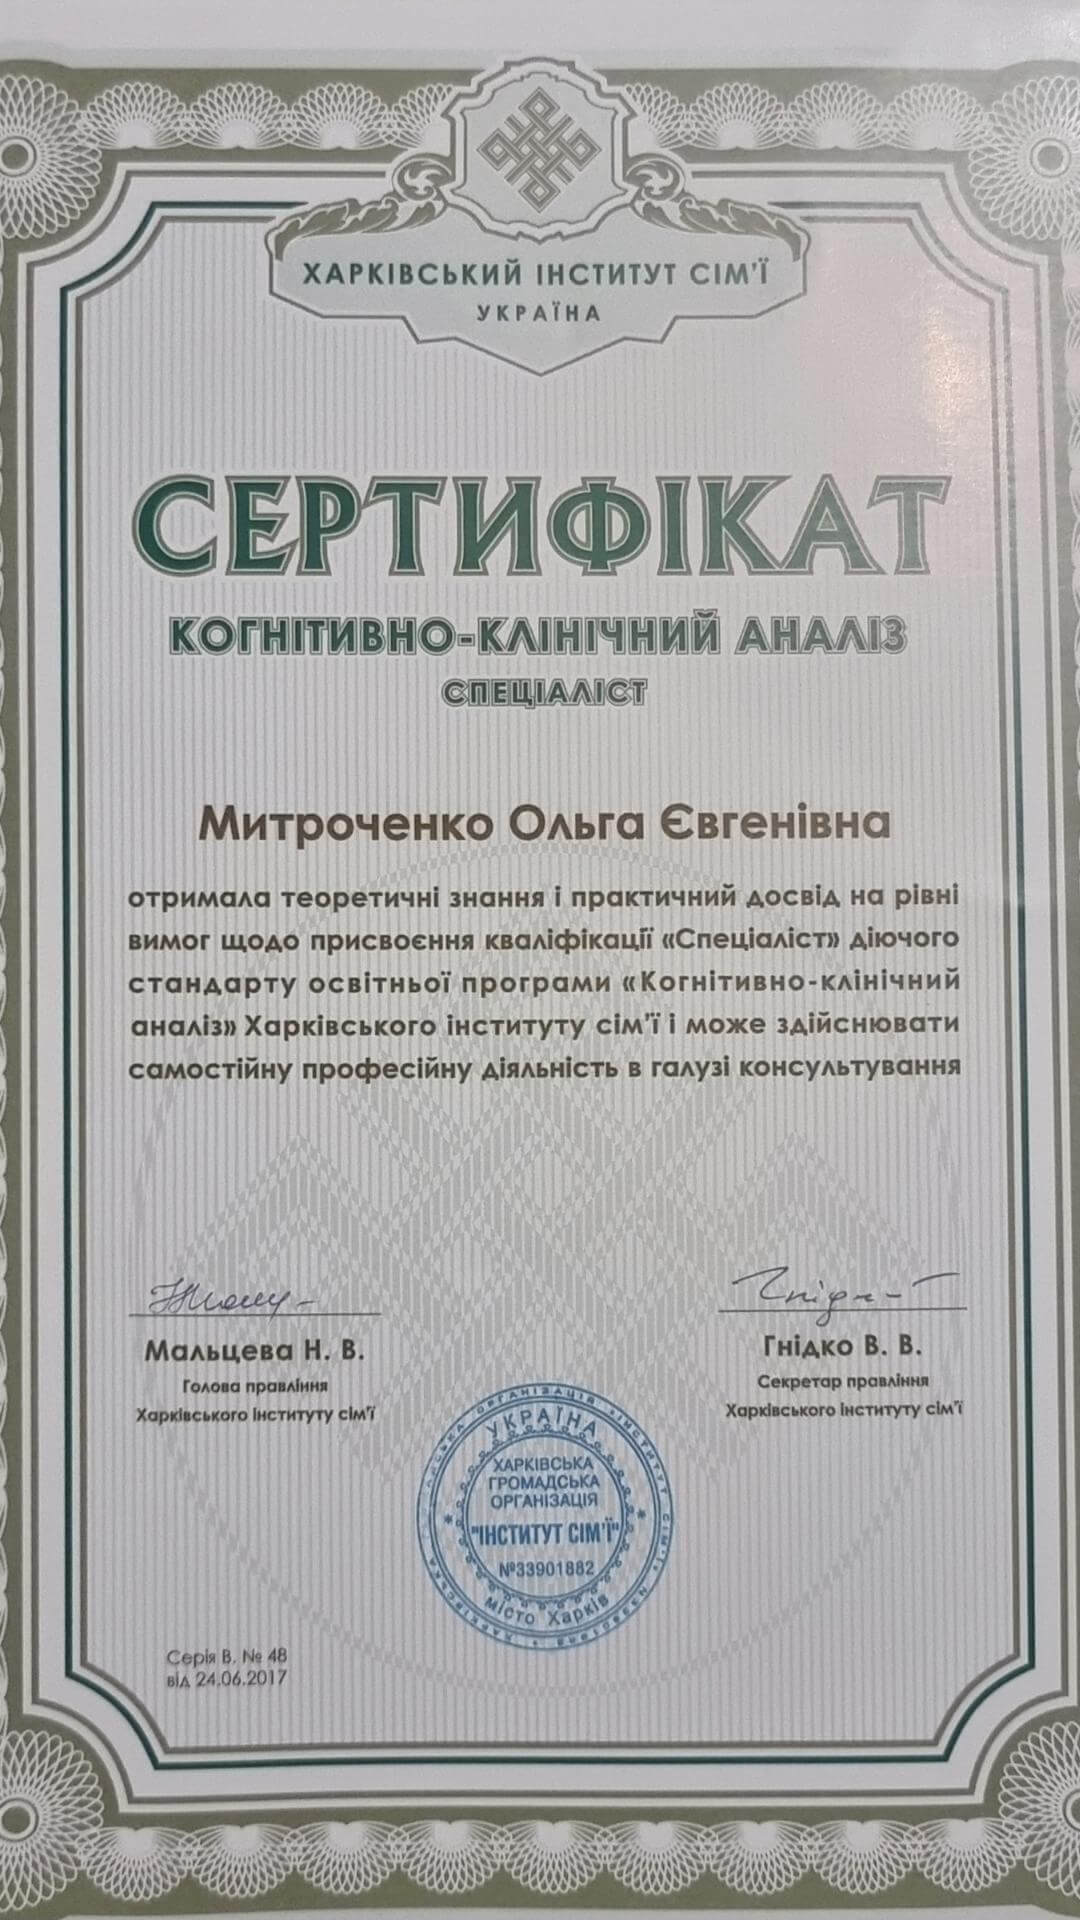 ХАРКІВСЬКИЙ ІНСТИТУТ СІМ'Ї
УКРАЇНА
СЕРТИФІКАТ
КОГНІТИВНО-КЛІНІЧНИЙ АНАЛІЗ
СПЕЦІАЛІСТ
Митроченко Ольга Євгенівна
отримала теоретичні знання і практичний досвід на рівні
вимог щодо присвоєння кваліфікації «Спеціаліст» діючого
стандарту освітньої програми «Когнітивно-клінічний
аналіз» Харківського інституту сім'ї і може здійснювати
самостійну професійну діяльність в галузі консультування
Мальцева Н. В.
Голова правління
Харківського інституту сім'ї
Гнідко В. В.
Секретар правління
Харківського інституту сім'ї
УКРАЇНА
ХАРКІВСЬКА
ГРОМАДСЬКА
ОРГАНІЗАЦІЯ
"ІНСТИТУТ СІМ'Ї"
№33901882
місто Харків
Серія В. № 48
від 24.06.2017